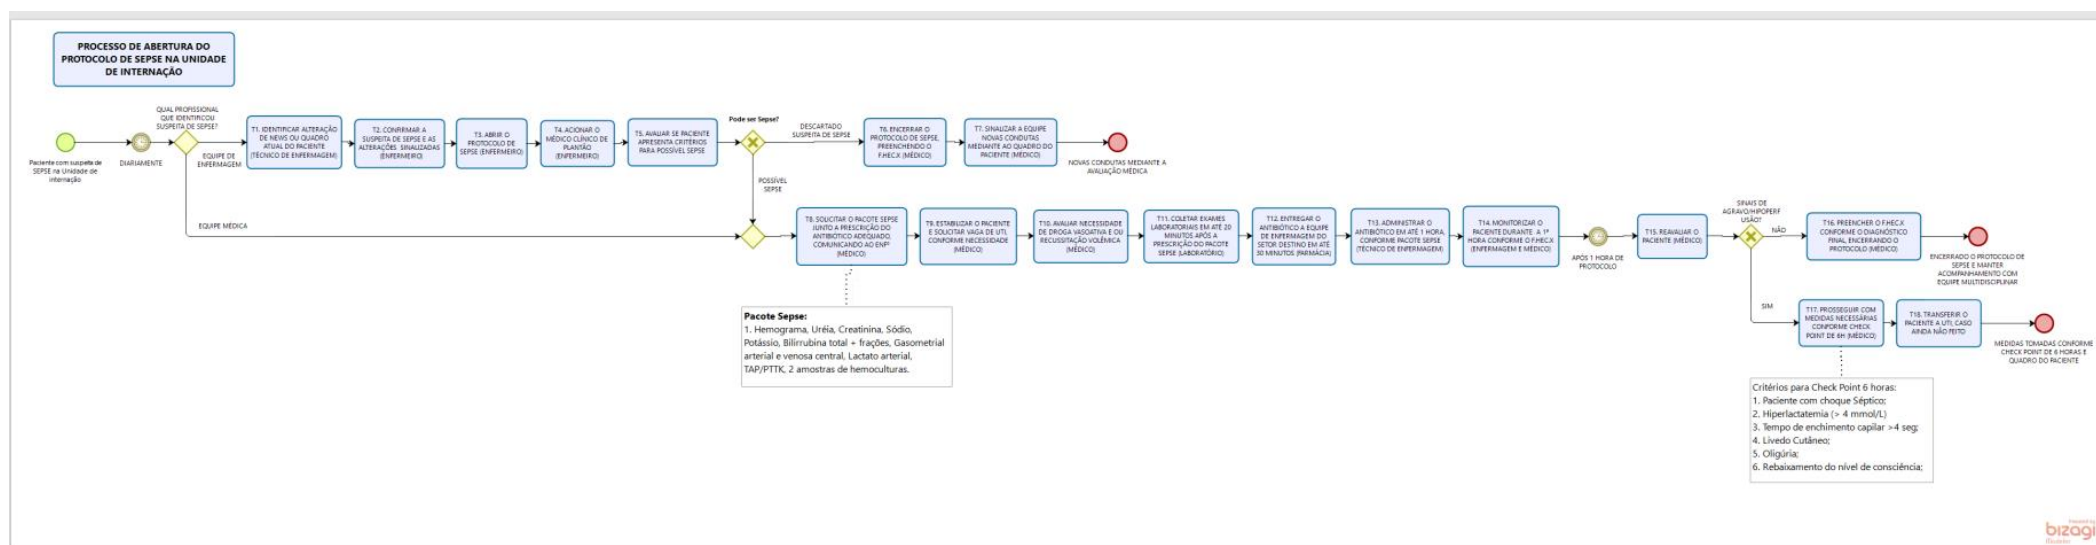 PROCESSO DE ABERTURA DO
PROTOCOLO DE SEPSE NA UNIDADE
DE INTERNAÇÃO
Paciente com suspeta de
SEPSE na Unidade de
internação
DIARIAMENTE
QUAL PROFISSIONAL
QUE IDENTIFICOU
SUSPEITA DE SEPSE?
EQUIPE DE
ENFERMAGEM
EQUIPE MÉDICA
T1. IDENTIFICAR ALTERAÇÃO
DE NEWS OU QUADRO
ATUAL DO PACIENTE
(TÉCNICO DE ENFERMAGEM)
T2. CONFIRMAR A
SUSPEITA DE SEPSE E AS
ALTERAÇÕES SINALIZADAS
(ENFERMEIRO)
T3. ABRIR O
PROTOCOLO DE
SEPSE (ENFERMEIRO)
T4. ACIONAR O
MÉDICO CLÍNICO DE
PLANTÃO
(ENFERMEIRO)
T5. AVALIAR SE PACIENTE
APRESENTA CRITÉRIOS
PARA POSSÍVEL SEPSE
Pode ser Sepse?
DESCARTADO
SUSPEITA DE SEPSE
T6. ENCERRAR O
PROTOCOLO DE SEPSE,
PREENCHENDO O
F.HEC.X (MÉDICO)
T7. SINALIZAR A EQUIPE
NOVAS CONDUTAS
MEDIANTE AO QUADRO DO
PACIENTE (MÉDICO)
NOVAS CONDUTAS MEDIANTE A
AVALIAÇÃO MÉDICA
POSSÍVEL
SEPSE
T8. SOLICITAR O PACOTE SEPSE
JUNTO A PRESCRIÇÃO DO
ANTIBIÓTICO ADEQUADO,
COMUNICANDO AO ENFº
(MÉDICO)
T9. ESTABILIZAR O PACIENTE
E SOLICITAR VAGA DE UTI,
CONFORME NECESSIDADE
(MÉDICO)
T10. AVALIAR NECESSIDADE
DE DROGA VASOATIVA E OU
RECUSSITAÇÃO VOLÊMICA
(MÉDICO)
T11. COLETAR EXAMES
LABORATORIAIS EM ATÉ 20
MINUTOS APÓS A
PRESCRIÇÃO DO PACOTE
SEPSE (LABORATÓRIO)
T12. ENTREGAR O
ANTIBIÓTICO A EQUIPE
DE ENFERMAGEM DO
SETOR DESTINO EM ATÉ
30 MINUTOS (FARMÁCIA)
T13. ADMINISTRAR O
ANTIBIÓTICO EM ATÉ 1 HORA,
CONFORME PACOTE SEPSE
(TÉCNICO DE ENFERMAGEM)
T14. MONITORIZAR O
PACIENTE DURANTE A 1ª
HORA CONFORME O F.HEC.X
(ENFERMAGEM E MÉDICO)
APÓS 1 HORA DE
PROTOCOLO
T15. REAVALIAR O
PACIENTE (MÉDICO)
SINAIS DE
AGRAVO/HIPOPERF
USÃO?
NÃO
T16. PREENCHER O F.HEC.X
CONFORME O DIAGNÓSTICO
FINAL, ENCERRANDO O
PROTOCOLO (MÉDICO)
ENCERRADO O PROTOCOLO DE
SEPSE E MANTER
ACOMPANHAMENTO COM
EQUIPE MULTIDISCIPLINAR
SIM
T17. PROSSEGUIR COM
MEDIDAS NECESSÁRIAS
CONFORME CHECK
POINT DE 6H (MÉDICO)
T18. TRANSFERIR O
PACIENTE A UTI, CASO
AINDA NÃO FEITO
MEDIDAS TOMADAS CONFORME
CHECK POINT DE 6 HORAS E
QUADRO DO PACIENTE
Pacote Sepse:
1. Hemograma, Uréia, Creatinina, Sódio,
Potássio, Bilirrubina total + frações, Gasometrial
arterial e venosa central, Lactato arterial,
TAP/PTTK, 2 amostras de hemoculturas.
Critérios para Check Point 6 horas:
1. Paciente com choque Séptico;
2. Hiperlactatemia (> 4 mmol/L)
3. Tempo de enchimento capilar >4 seg;
4. Livedo Cutâneo;
5. Oligúria;
6. Rebaixamento do nível de consciência;
bizagi
Modeler